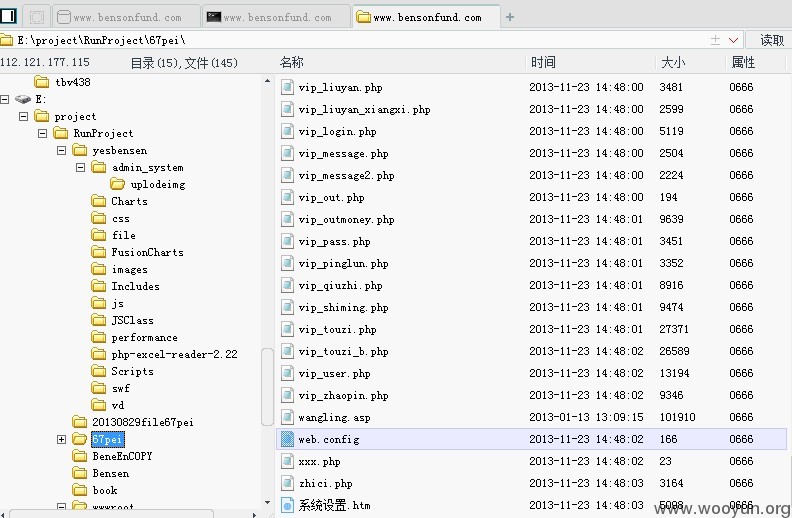 www.bensonfund.com www.bensonfund.com www.bensonfund.com
E:\project\RunProject\67pei\ 读取
112.121.177.115 目录(15),文件(145) 名称 时间 大小 属性
tbv438
E:
project
RunProject
yesbensen
admin_system
uplodeimg
Charts
css
file
FusionCharts
images
Includes
js
JSClass
performance
php-excel-reader-2.22
Scripts
swf
vd
20130829file67pei
67pei
BeneEnCOPY
Bensen
book
wwwroot
vip_liuyan.php 2013-11-23 14:48:00 3481 0666
vip_liuyan_xiangxi.php 2013-11-23 14:48:00 2599 0666
vip_login.php 2013-11-23 14:48:00 5119 0666
vip_message.php 2013-11-23 14:48:00 2504 0666
vip_message2.php 2013-11-23 14:48:00 2224 0666
vip_out.php 2013-11-23 14:48:00 194 0666
vip_outmoney.php 2013-11-23 14:48:01 9639 0666
vip_pass.php 2013-11-23 14:48:01 3451 0666
vip_pinglun.php 2013-11-23 14:48:01 3352 0666
vip_qiuzhi.php 2013-11-23 14:48:01 8916 0666
vip_shiming.php 2013-11-23 14:48:01 9474 0666
vip_touzi.php 2013-11-23 14:48:01 27371 0666
vip_touzi_b.php 2013-11-23 14:48:02 26589 0666
vip_user.php 2013-11-23 14:48:02 13194 0666
vip_zhaopin.php 2013-11-23 14:48:02 9346 0666
wangling.asp 2013-01-13 13:09:15 101910 0666
web.config 2013-11-23 14:48:02 166 0666
xxx.php 2013-11-23 14:48:02 23 0666
zhici.php 2013-11-23 14:48:03 3164 0666
系统设置.htm 2013-11-23 14:48:03 5098 0666
www.wooyun.org